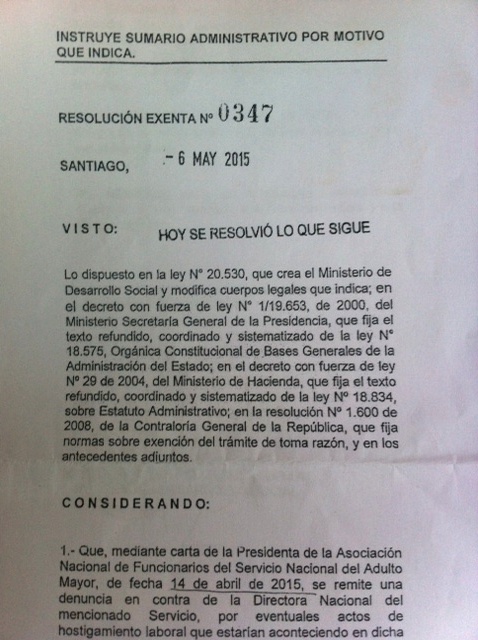 INSTRUYE SUMARIO ADMINISTRATIVO POR MOTIVO
QUE INDICA.
RESOLUCIÓN EXENTA Nº 0347
SANTIAGO, - 6 MAY 2015
VISTO: HOY SE RESOLVIÓ LO QUE SIGUE
Lo dispuesto en la ley N° 20.530, que crea el Ministerio de
Desarrollo Social y modifica cuerpos legales que indica; en
el decreto con fuerza de ley N° 1/19.653, de 2000, del
Ministerio Secretaría General de la Presidencia, que fija el
texto refundido, coordinado y sistematizado de la ley N°
18.575, Orgánica Constitucional de Bases Generales de la
Administración del Estado; en el decreto con fuerza de ley
Nº 29 de 2004, del Ministerio de Hacienda, que fija el texto
refundido, coordinado y sistematizado de la ley Nº 18.834,
sobre Estatuto Administrativo; en la resolución N° 1.600 de
2008, de la Contraloría General de la República, que fija
normas sobre exención del trámite de toma razón, y en los
antecedentes adjuntos.
CONSIDERANDO:
1.- Que, mediante carta de la Presidenta de la Asociación
Nacional de Funcionarios del Servicio Nacional del Adulto
Mayor, de fecha 14 de abril de 2015, se remite una
denuncia en contra de la Directora Nacional del
mencionado Servicio, por eventuales actos de
hostigamiento laboral que estarían aconteciendo en dicha